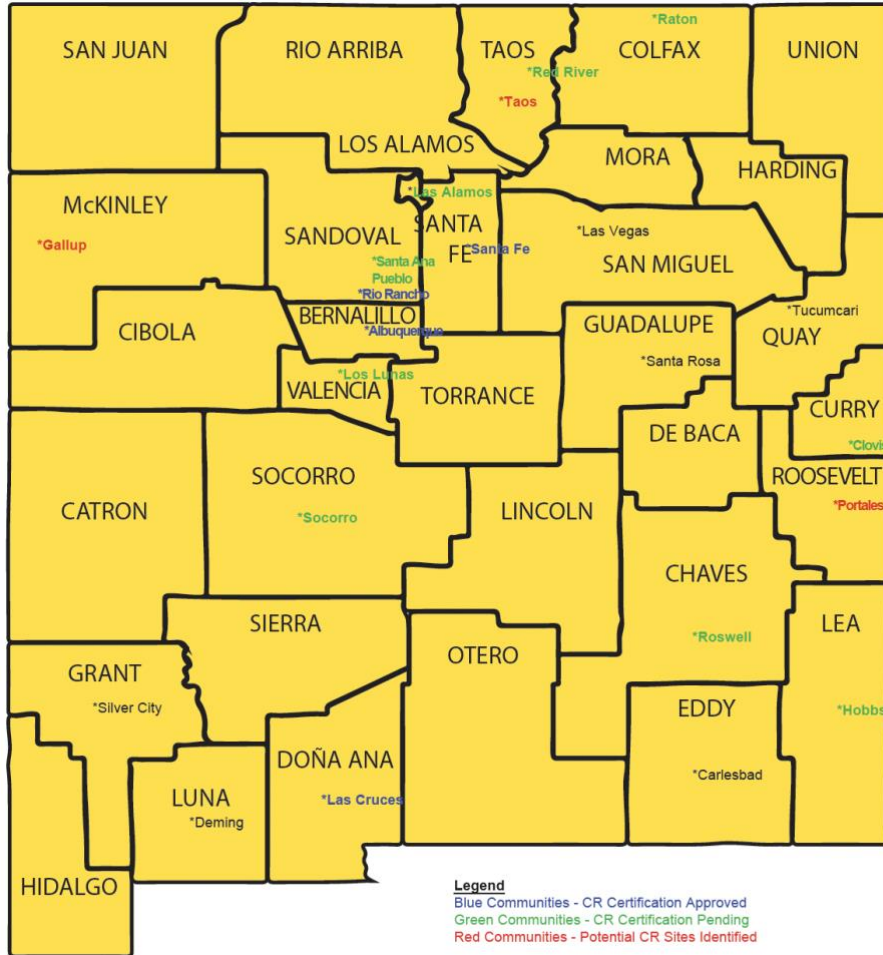 *Raton
SAN JUAN
RIO ARRIBA
TAOS
COLFAX
UNION
*Red River
*Taos
LOS ALAMOS
MORA
HARDING
McKINLEY
*Las Alamos
*Gallup
SANDOVAL
SANTA
FE
*Santa Fe
*Las Vegas
SAN MIGUEL
*Santa Ana
Pueblo
*Rio Rancho
BERNALILLO
*Albuquerque
CIBOLA
GUADALUPE
*Tucumcari
QUAY
*Santa Rosa
*Los Lunas
VALENCIA
TORRANCE
CURRY
DE BACA
*Clovis
SOCORRO
ROOSEVELT
CATRON
*Socorro
LINCOLN
*Portales
CHAVES
SIERRA
*Roswell
LEA
OTERO
GRANT
*Silver City
EDDY
*Hobbs
DOÑA ANA
*Carlesbad
LUNA
*Las Cruces
*Deming
HIDALGO
Legend
Blue Communities - CR Certification Approved
Green Communities - CR Certification Pending
Red Communities - Potential CR Sites Identified